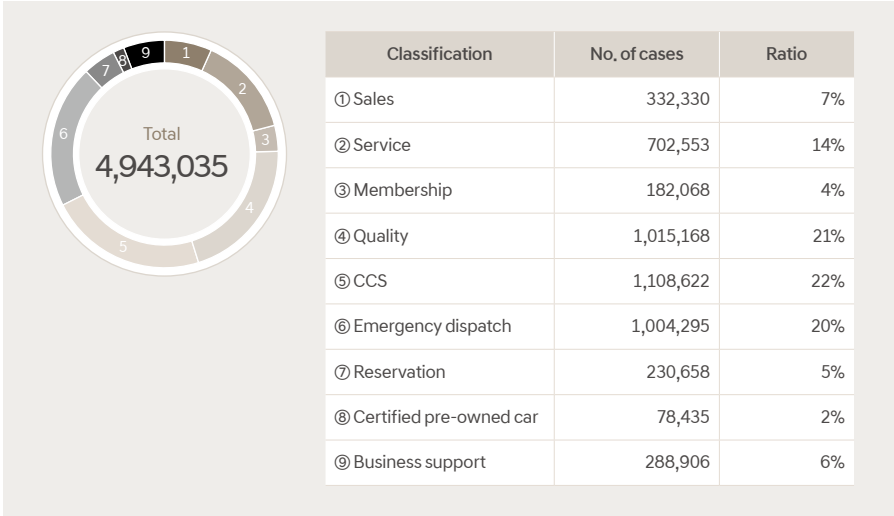 9 1
8
7 2
6 3
Total
4,943,035
4
5
Classification No. of cases Ratio
① Sales 332,330 7%
② Service 702,553 14%
③ Membership 182,068 4%
④ Quality 1,015,168 21%
⑤ CCS 1,108,622 22%
⑥ Emergency dispatch 1,004,295 20%
⑦ Reservation 230,658 5%
⑧ Certified pre-owned car 78,435 2%
⑨ Business support 288,906 6%